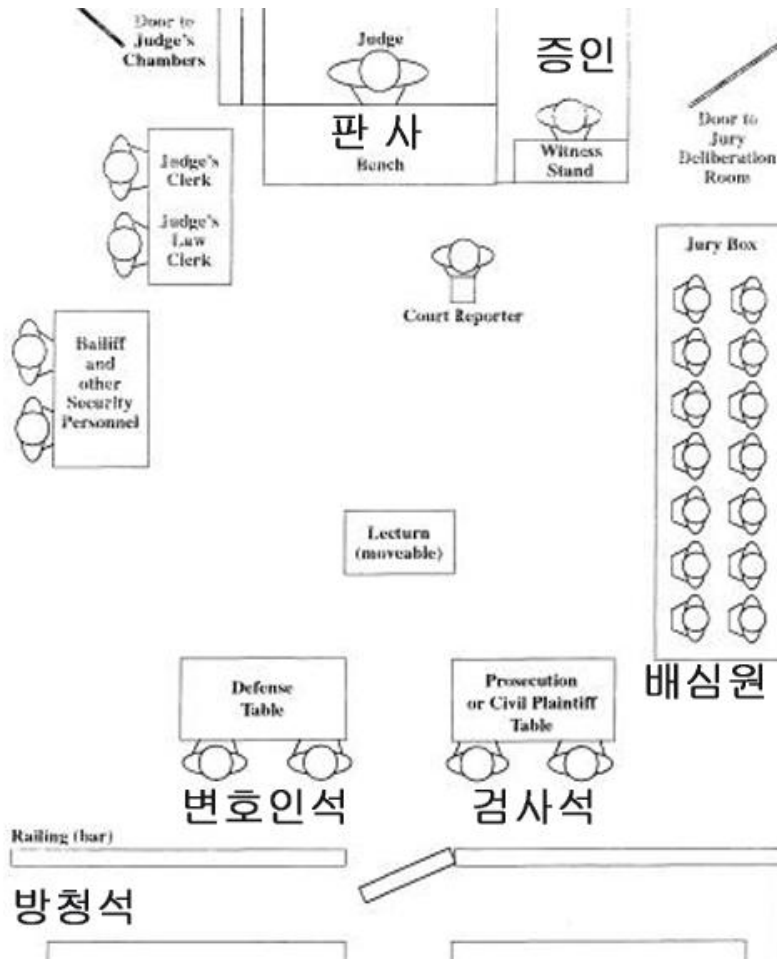 Door to
Judge's
Chambers
Judge
판 사
Bench
증인
Witness
Stand
Door to
Jury
Deliberation
Room
Judge's
Clerk
Judge's
Law
Clerk
Jury Box
Court Reporter
Bailiff
and
other
Security
Personnel
Lecturn
(moveable)
배심원
Defense
Table
Prosecution
or Civil Plaintiff
Table
변호인석
검사석
Railing (bar)
방청석